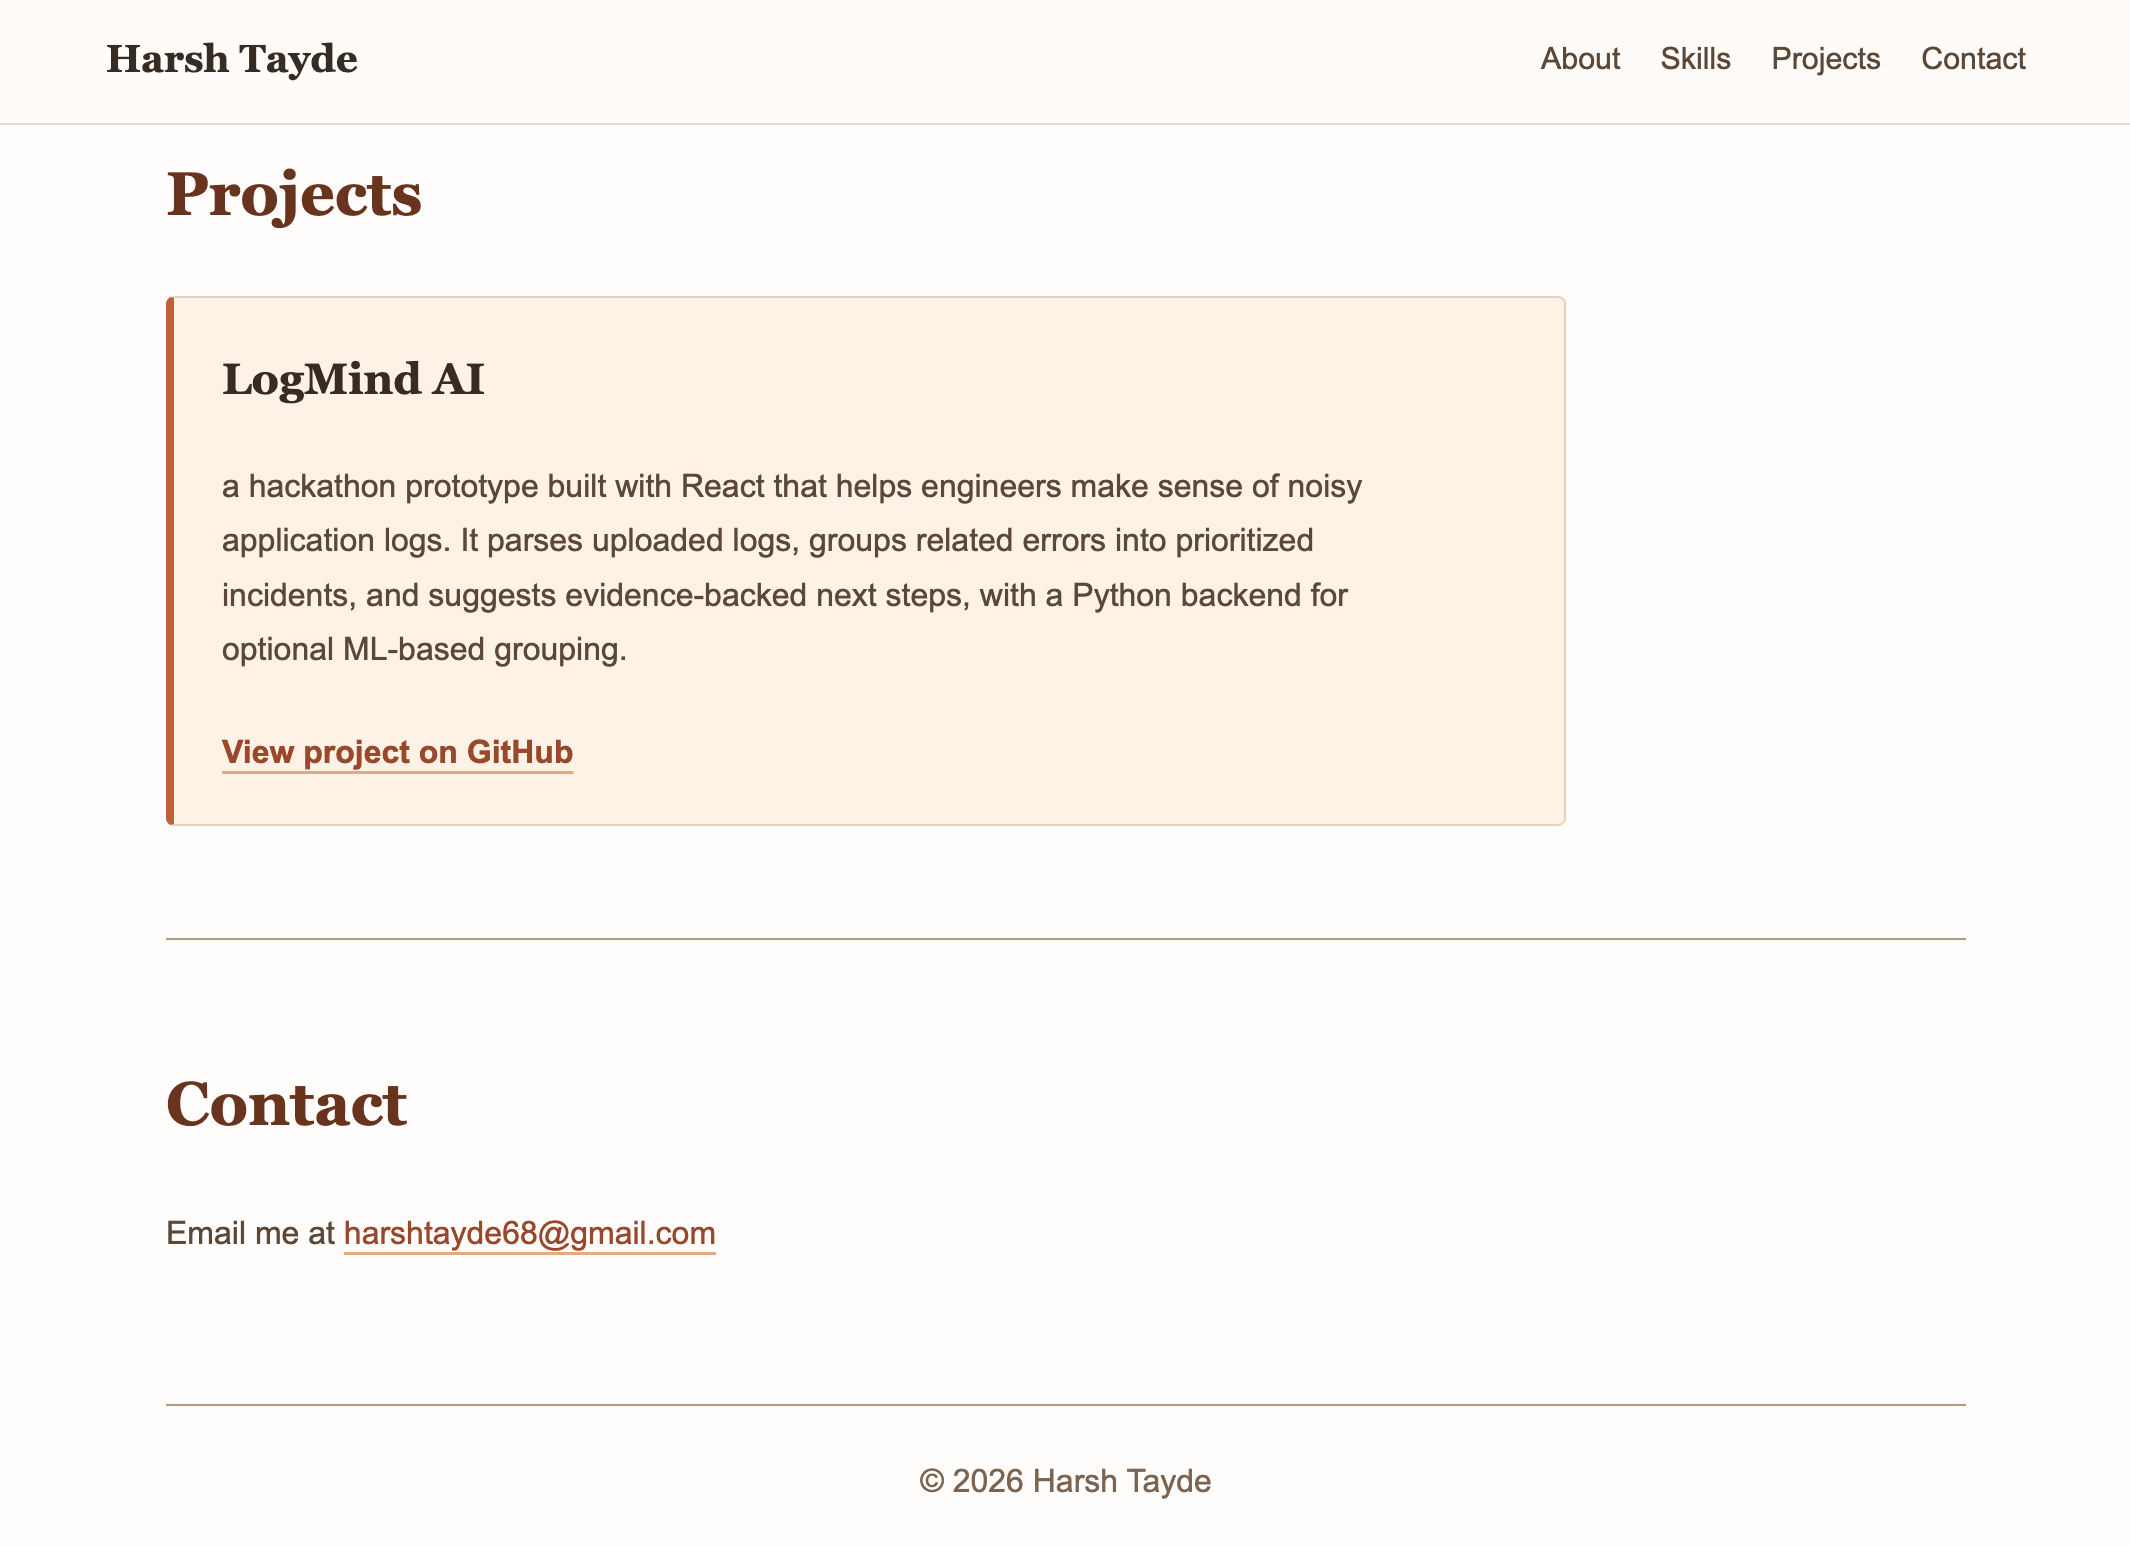 Harsh Tayde
About Skills Projects Contact
Projects
LogMind AI
a hackathon prototype built with React that helps engineers make sense of noisy
application logs. It parses uploaded logs, groups related errors into prioritized
incidents, and suggests evidence-backed next steps, with a Python backend for
optional ML-based grouping.
View project on GitHub
Contact
Email me at harshtayde68@gmail.com
© 2026 Harsh Tayde